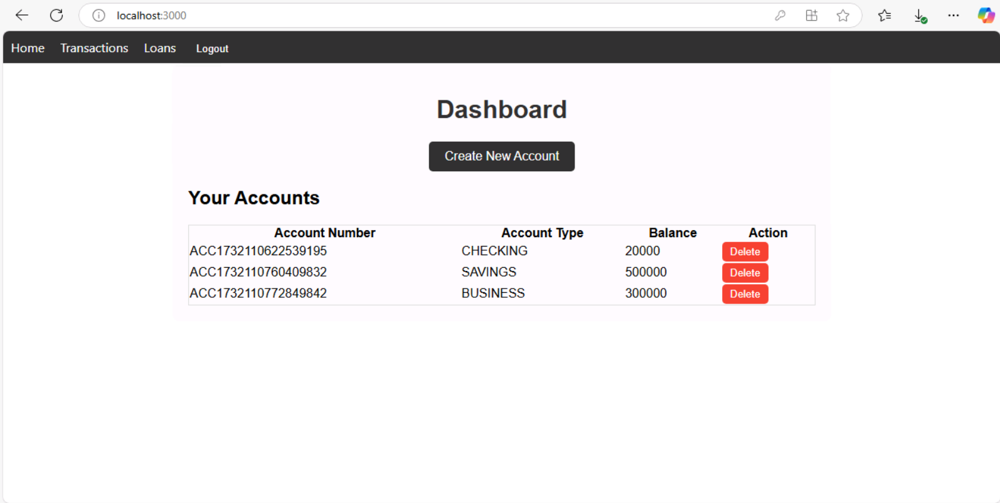 localhost:3000
Home Transactions Loans Logout
Dashboard
Create New Account
Your Accounts
Account Number Account Type Balance Action
ACC1732110622539195 CHECKING 20000 Delete
ACC1732110760409832 SAVINGS 500000 Delete
ACC1732110772849842 BUSINESS 300000 Delete